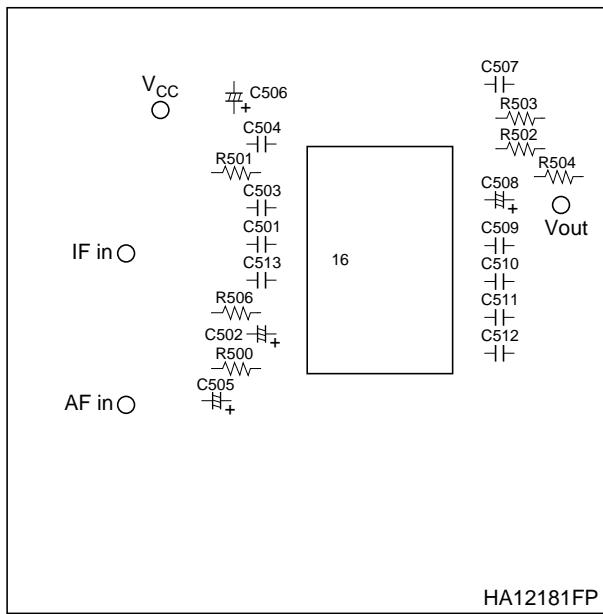 C507
V_CC
C506
+
R503
C504
R502
R501
R504
C503
C508
+
Vout
C501
C509
IF in
16
C513
C510
R506
C511
C502
+
C512
R500
C505
+
AF in
HA12181FP